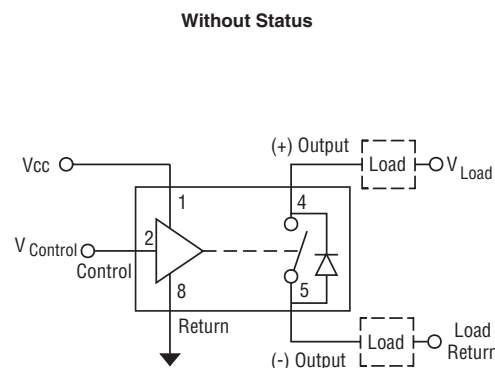 Without Status
(+) Output
Vcc
Load
V Load
1
4
V Control
2
Control
8
5
Return
Load
Load
Return
(-) Output